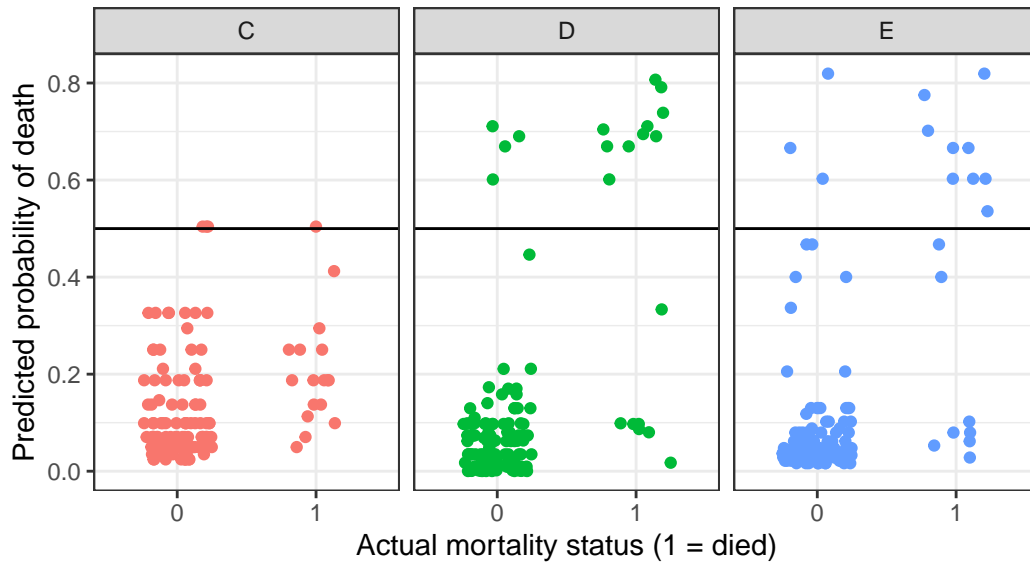 C D E
Predicted probability of death
0.8
0.6
0.4
0.2
0.0
0 1 0 1 0 1
Actual mortality status (1 = died)